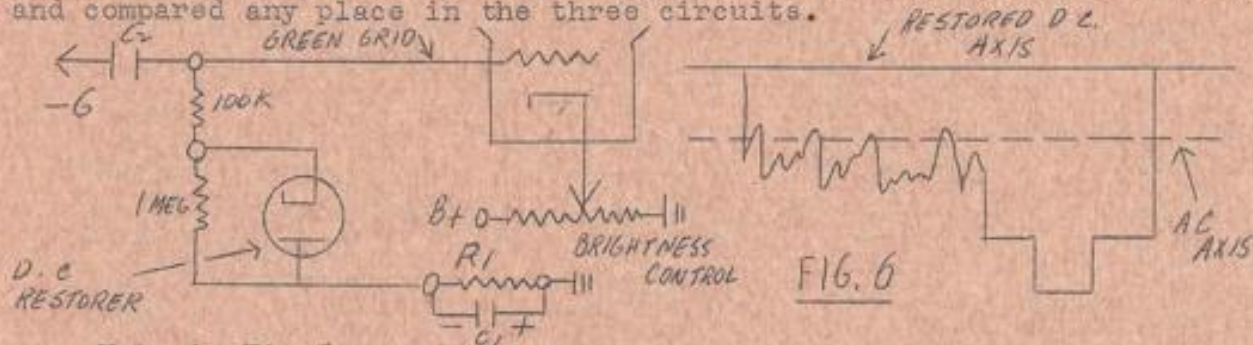 and compared any place in the three circuits.
C2
GREEN GRID
RESTORED D C.
AXIS
-G
100K
1 MEG
B+
BRIGHTNESS
CONTROL
AC
AXIS
R1
D. C
RESTORER
FIG. 6
- +
C1